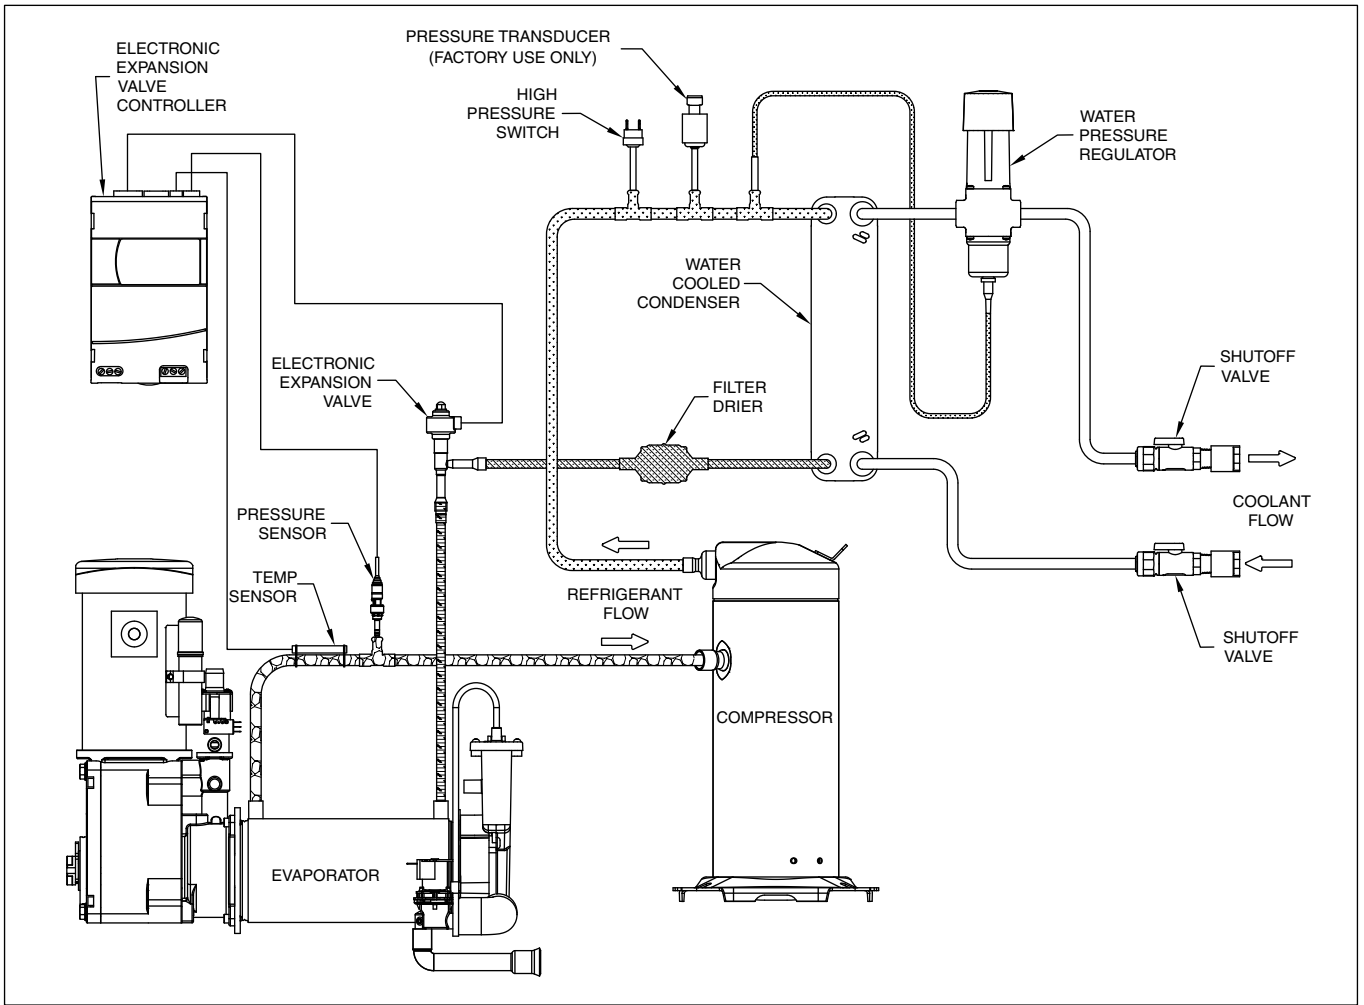 ELECTRONIC
EXPANSION
VALVE
CONTROLLER
PRESSURE TRANSDUCER
(FACTORY USE ONLY)
HIGH
PRESSURE
SWITCH
WATER
PRESSURE
REGULATOR
WATER
COOLED
CONDENSER
ELECTRONIC
EXPANSION
VALVE
FILTER
DRIER
SHUTOFF
VALVE
COOLANT
FLOW
PRESSURE
SENSOR
TEMP
SENSOR
REFRIGERANT
FLOW
SHUTOFF
VALVE
COMPRESSOR
EVAPORATOR